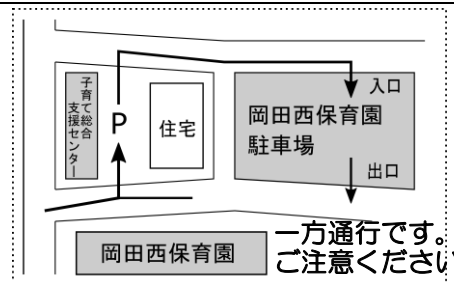 子育て総合
支援センター
P
住宅
入口
岡田西保育園
駐車場
出口
岡田西保育園
一方通行です。
ご注意ください